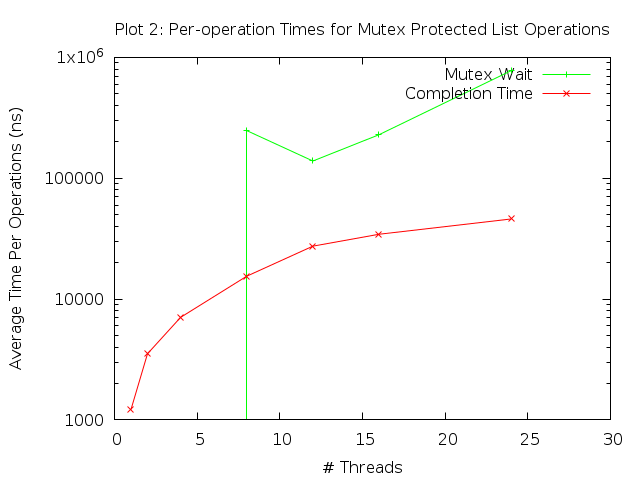 Plot 2: Per-operation Times for Mutex Protected List Operations
1x10^6
Mutex Wait
Completion Time
100000
10000
1000
Average Time Per Operations (ns)
0 5 10 15 20 25 30
# Threads